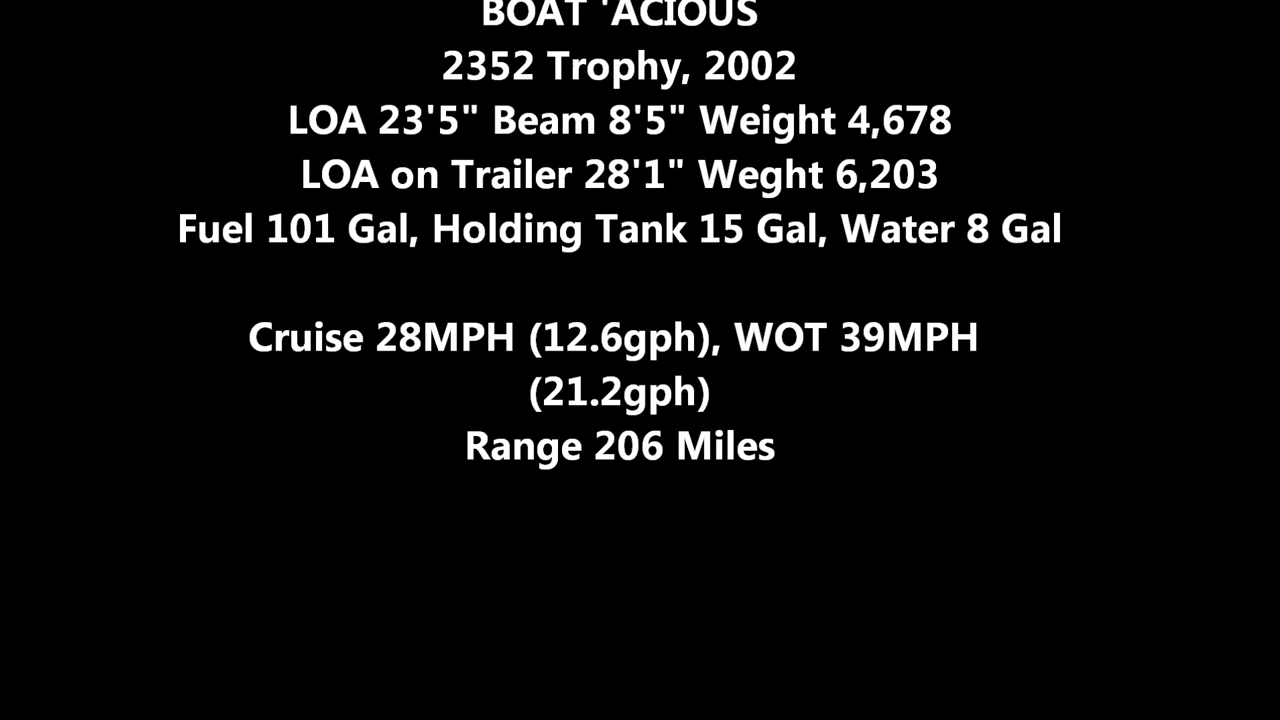 BOAT 'ACIOUS
2352 Trophy, 2002
LOA 23'5" Beam 8'5" Weight 4,678
LOA on Trailer 28'1" Weght 6,203
Fuel 101 Gal, Holding Tank 15 Gal, Water 8 Gal
Cruise 28MPH (12.6gph), WOT 39MPH
(21.2gph)
Range 206 Miles